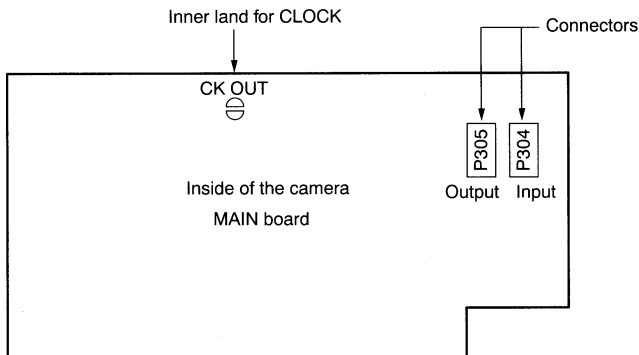 Inner land for CLOCK
Connectors
CK OUT
P305
P304
Output Input
Inside of the camera
MAIN board